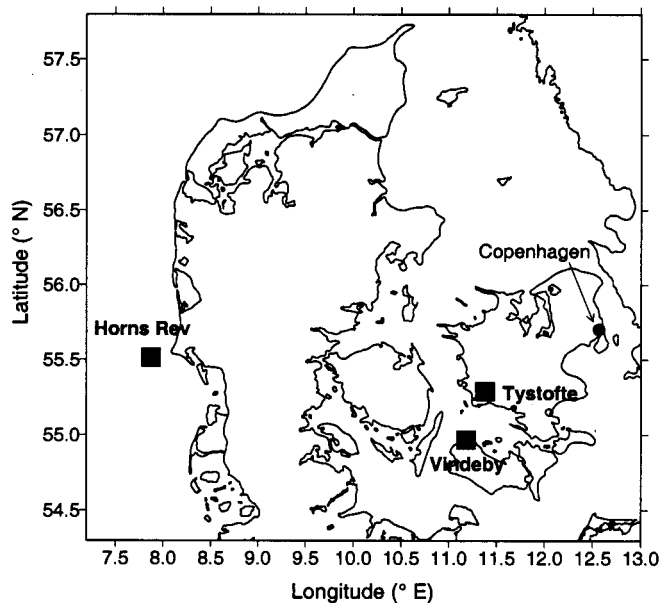 57.5
57.0
56.5
56.0
55.5
55.0
54.5
Latitude (° N)
Copenhagen
Horns Rev
Tystofte
Vindeby
7.5 8.0 8.5 9.0 9.5 10.0 10.5 11.0 11.5 12.0 12.5 13.0
Longitude (° E)